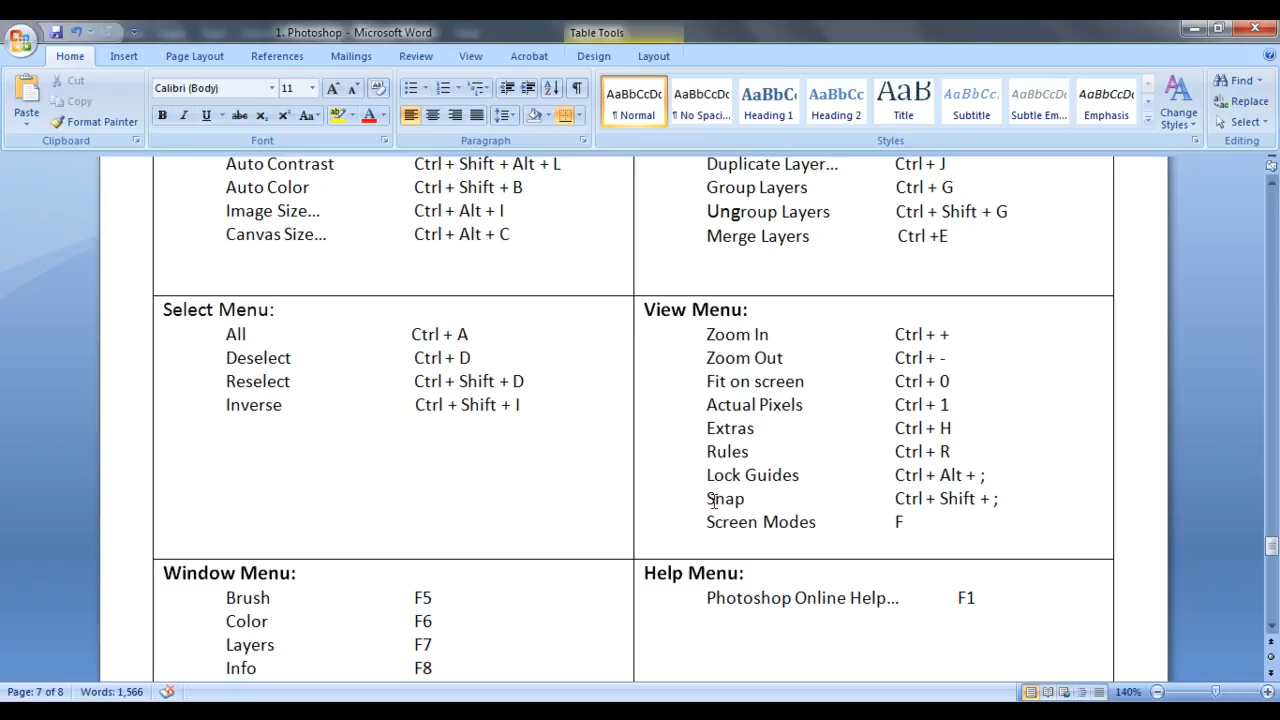 1. Photoshop - Microsoft Word
Table Tools
Home Insert Page Layout References Mailings Review View Acrobat Design Layout
Paste
Cut
Copy
Format Painter
Clipboard
Calibri (Body) 11
Font
Paragraph
AaBbCcDc AaBbCcDc AaBbCc AaBbCc AaB AaBbCc. AaBbCcDc AaBbCcDc
¶ Normal ¶ No Spaci... Heading 1 Heading 2 Title Subtitle Subtle Em... Emphasis
Change Styles
Styles
Find
Replace
Select
Editing
Auto Contrast Ctrl + Shift + Alt + L
Auto Color Ctrl + Shift + B
Image Size... Ctrl + Alt + I
Canvas Size... Ctrl + Alt + C
Duplicate Layer... Ctrl + J
Group Layers Ctrl + G
Ungroup Layers Ctrl + Shift + G
Merge Layers Ctrl +E
Select Menu:
All Ctrl + A
Deselect Ctrl + D
Reselect Ctrl + Shift + D
Inverse Ctrl + Shift + I
View Menu:
Zoom In Ctrl + +
Zoom Out Ctrl + -
Fit on screen Ctrl + 0
Actual Pixels Ctrl + 1
Extras Ctrl + H
Rules Ctrl + R
Lock Guides Ctrl + Alt + ;
Snap Ctrl + Shift + ;
Screen Modes F
Window Menu:
Brush F5
Color F6
Layers F7
Info F8
Help Menu:
Photoshop Online Help... F1
Page: 7 of 8 Words: 1,566 140%